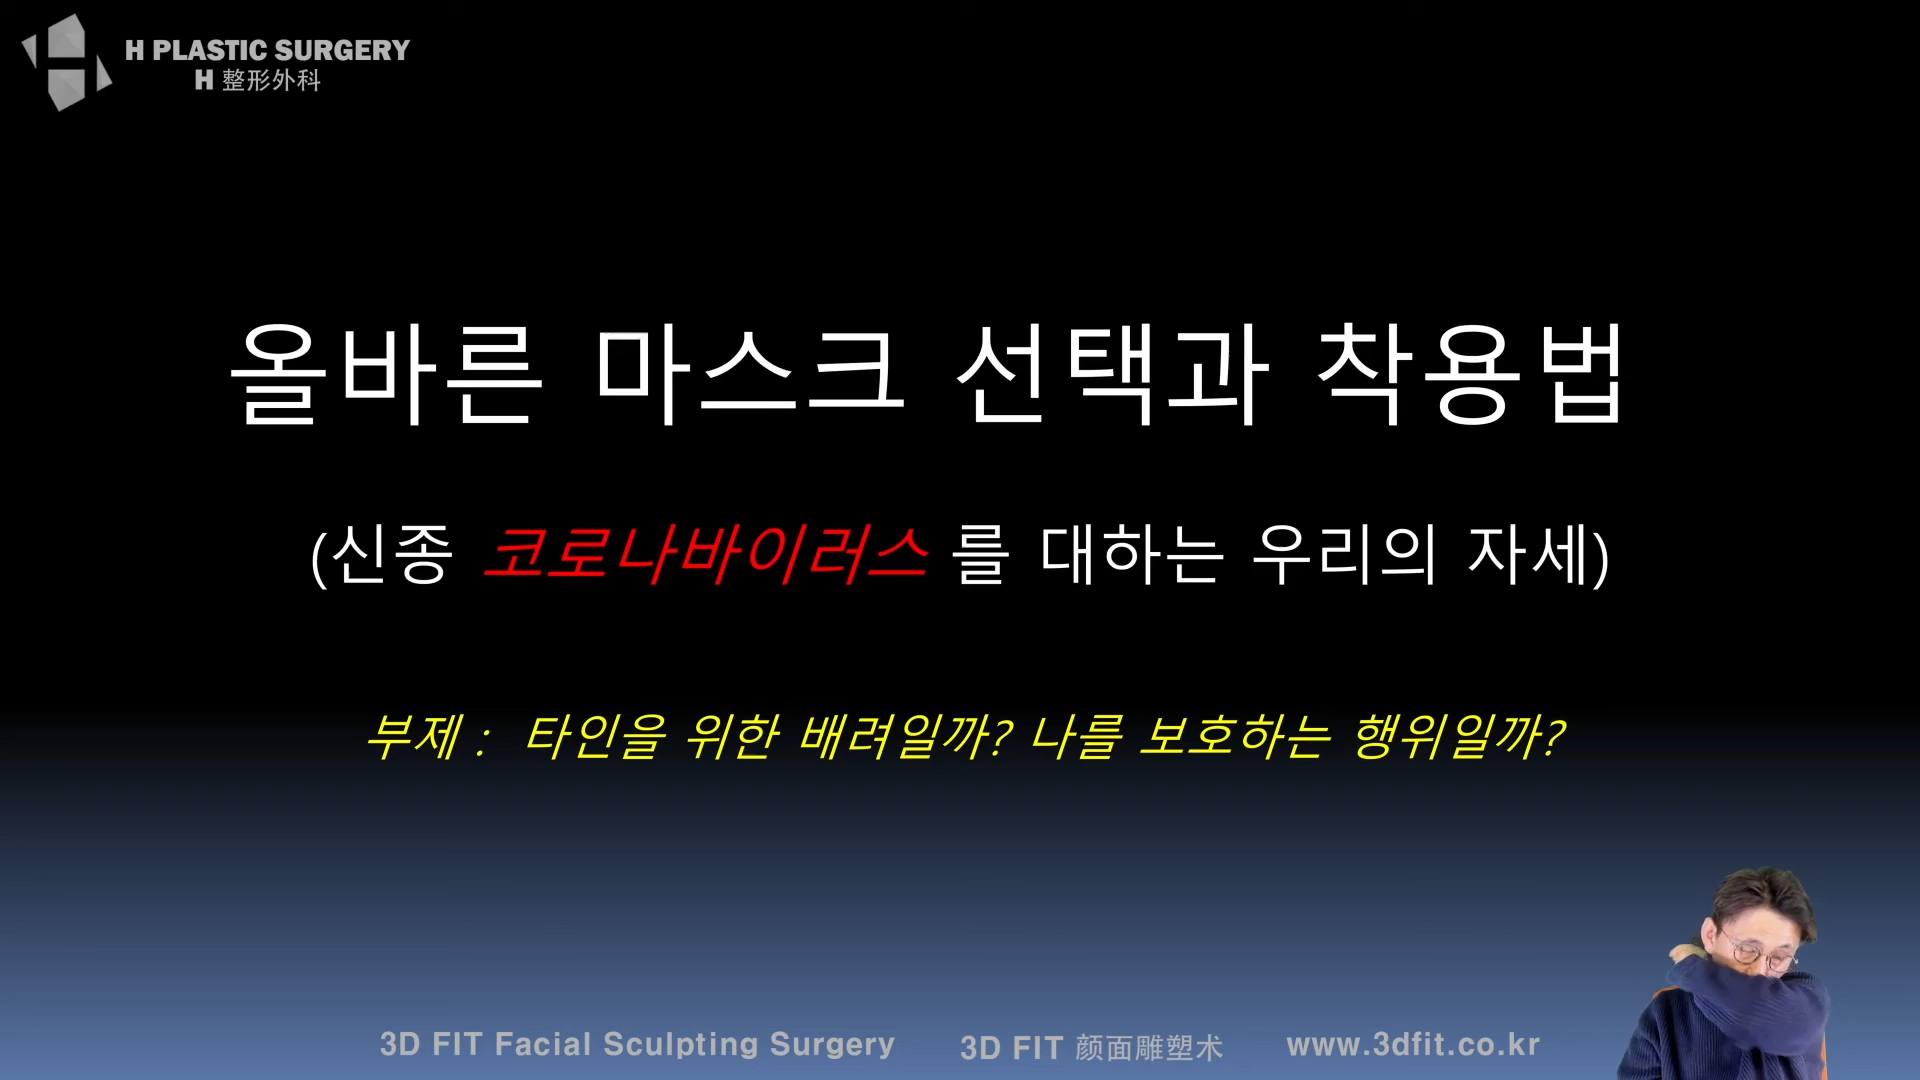 H PLASTIC SURGERY
H 整形外科
올바른 마스크 선택과 착용법
(신종 코로나바이러스 를 대하는 우리의 자세)
부제 : 타인을 위한 배려일까? 나를 보호하는 행위일까?
3D FIT Facial Sculpting Surgery 3D FIT 颜面雕塑术 www.3dfit.co.kr